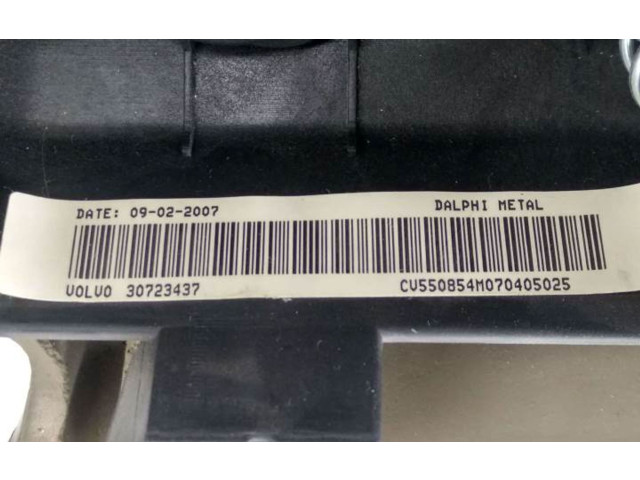 DATE: 09-02-2007 DALPHI METAL
VOLVO 30723437 CV550854M070405025